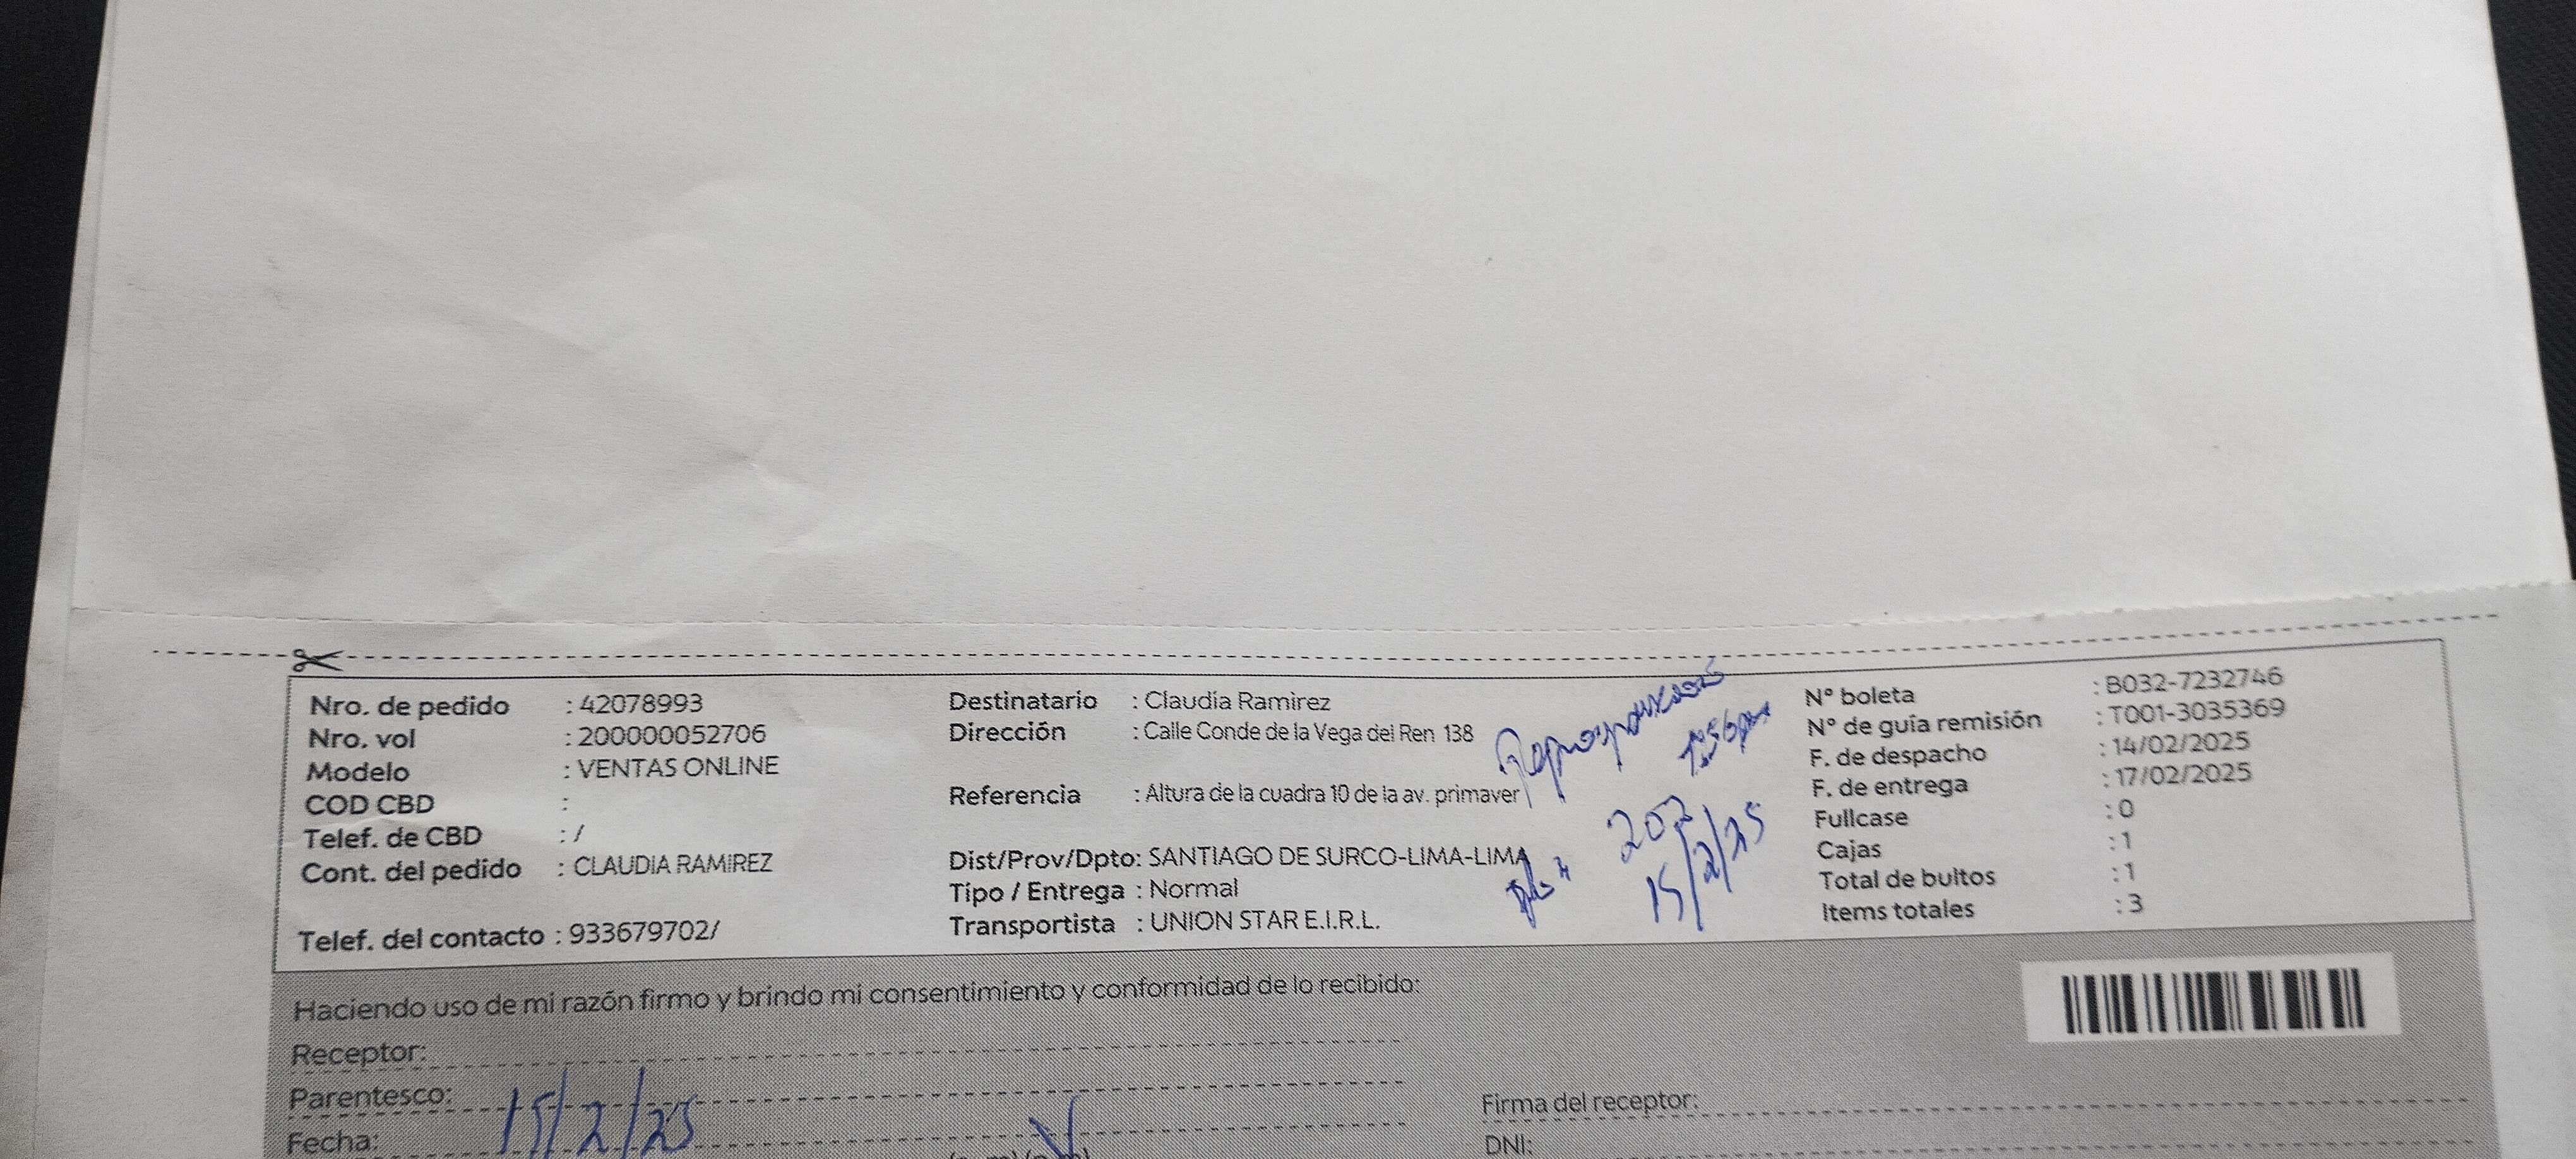 Nro. de pedido : 42078993
Nro. vol : 200000052706
Modelo : VENTAS ONLINE
COD CBD :
Telef. de CBD : /
Cont. del pedido : CLAUDIA RAMIREZ
Telef. del contacto : 933679702/
Destinatario : Claudia Ramirez
Dirección : Calle Conde de la Vega del Ren 138
Referencia : Altura de la cuadra 10 de la av. primaver
Dist/Prov/Dpto: SANTIAGO DE SURCO-LIMA-LIMA
Tipo / Entrega : Normal
Transportista : UNION STAR E.I.R.L.
15/2/25
N° boleta : B032-7232746
N° de guía remisión : T001-3035369
F. de despacho : 14/02/2025
F. de entrega : 17/02/2025
Fullcase : 0
Cajas : 1
Total de bultos : 1
Items totales : 3
Haciendo uso de mi razón firmo y brindo mi consentimiento y conformidad de lo recibido:
Receptor:
Parentesco:
Fecha: 15/2/25
Firma del receptor:
DNI: